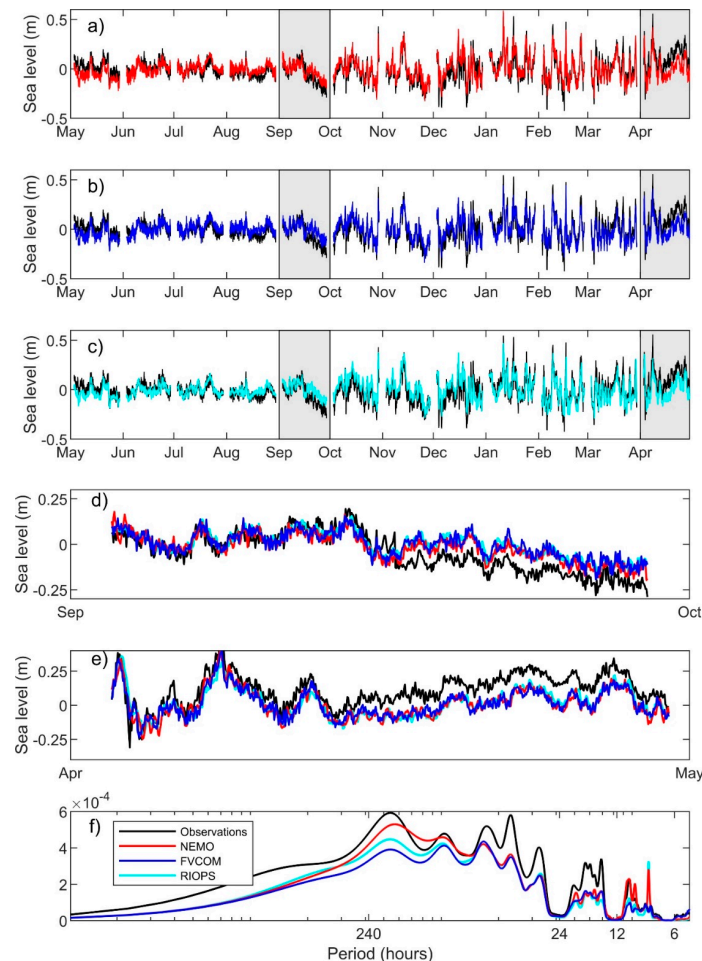 a)
Sea level (m)
0.5
0
-0.5
May Jun Jul Aug Sep Oct Nov Dec Jan Feb Mar Apr
b)
Sea level (m)
0.5
0
-0.5
May Jun Jul Aug Sep Oct Nov Dec Jan Feb Mar Apr
c)
Sea level (m)
0.5
0
-0.5
May Jun Jul Aug Sep Oct Nov Dec Jan Feb Mar Apr
d)
Sea level (m)
0.25
0
-0.25
Sep Oct
e)
Sea level (m)
0.25
0
-0.25
Apr May
×10⁻⁴
f)
6
4
2
0
Observations
NEMO
FVCOM
RIOPS
240 24 12 6
Period (hours)